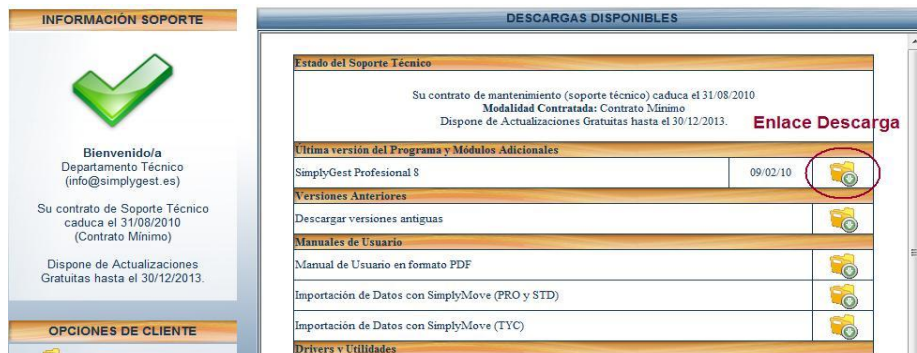 INFORMACIÓN SOPORTE
Bienvenido/a
Departamento Técnico
(info@simplygest.es)
Su contrato de Soporte Técnico
caduca el 31/08/2010
(Contrato Mínimo)
Dispone de Actualizaciones
Gratuitas hasta el 30/12/2013.
OPCIONES DE CLIENTE
DESCARGAS DISPONIBLES
Estado del Soporte Técnico
Su contrato de mantenimiento (soporte técnico) caduca el 31/08/2010
Modalidad Contratada: Contrato Mínimo
Dispone de Actualizaciones Gratuitas hasta el 30/12/2013.
Enlace Descarga
Última versión del Programa y Módulos Adicionales
SimplyGest Profesional 8 09/02/10
Versiones Anteriores
Descargar versiones antiguas
Manuales de Usuario
Manual de Usuario en formato PDF
Importación de Datos con SimplyMove (PRO y STD)
Importación de Datos con SimplyMove (TYC)
Drivers y Utilidades